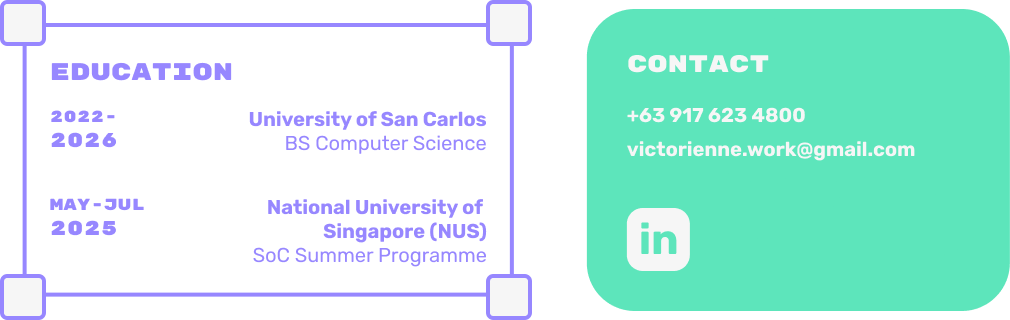 EDUCATION
2022-
2026
University of San Carlos
BS Computer Science
MAY-JUL
2025
National University of
Singapore (NUS)
SoC Summer Programme
CONTACT
+63 917 623 4800
victorienne.work@gmail.com
in